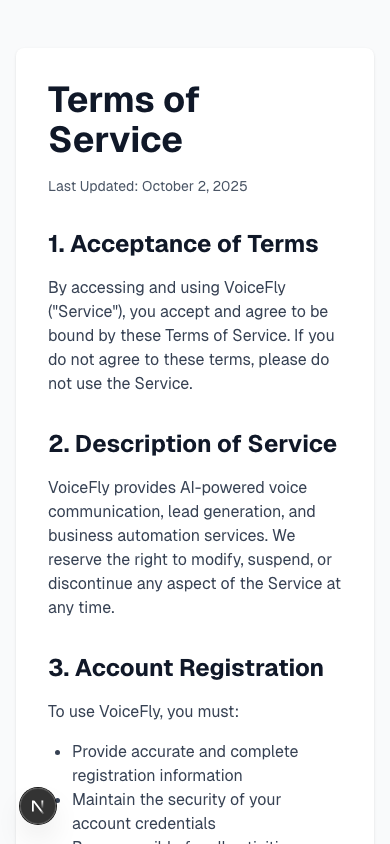 Terms of
Service
Last Updated: October 2, 2025
1. Acceptance of Terms
By accessing and using VoiceFly
("Service"), you accept and agree to be
bound by these Terms of Service. If you
do not agree to these terms, please do
not use the Service.
2. Description of Service
VoiceFly provides AI-powered voice
communication, lead generation, and
business automation services. We
reserve the right to modify, suspend, or
discontinue any aspect of the Service at
any time.
3. Account Registration
To use VoiceFly, you must:
• Provide accurate and complete
registration information
• Maintain the security of your
account credentials
N